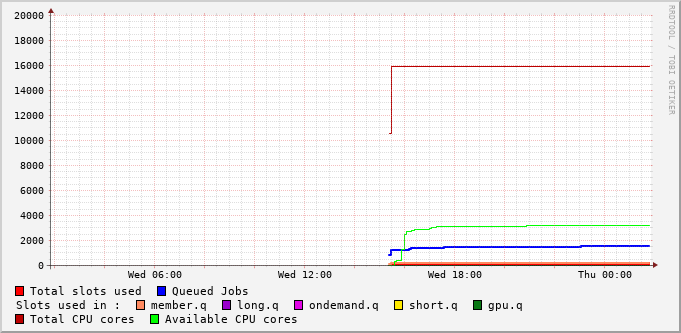 RRDTOOL / TOBI OETIKER
20000
18000
16000
14000
12000
10000
8000
6000
4000
2000
0
Wed 06:00 Wed 12:00 Wed 18:00 Thu 00:00
Total slots used Queued Jobs
Slots used in : member.q long.q ondemand.q short.q gpu.q
Total CPU cores Available CPU cores